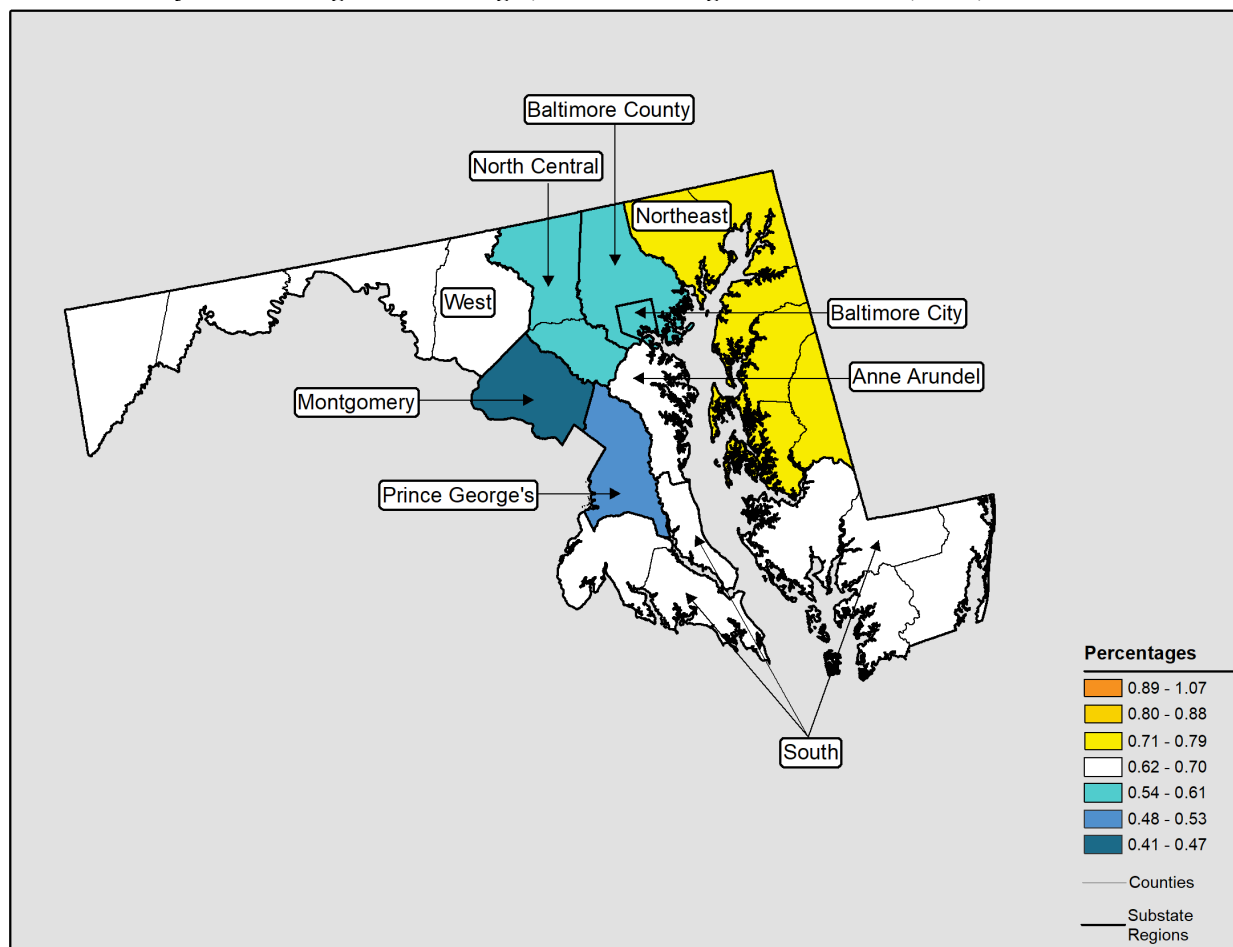 Baltimore County
North Central
Northeast
West
Baltimore City
Anne Arundel
Montgomery
Prince George's
South
Percentages
0.89 - 1.07
0.80 - 0.88
0.71 - 0.79
0.62 - 0.70
0.54 - 0.61
0.48 - 0.53
0.41 - 0.47
Counties
Substate
Regions